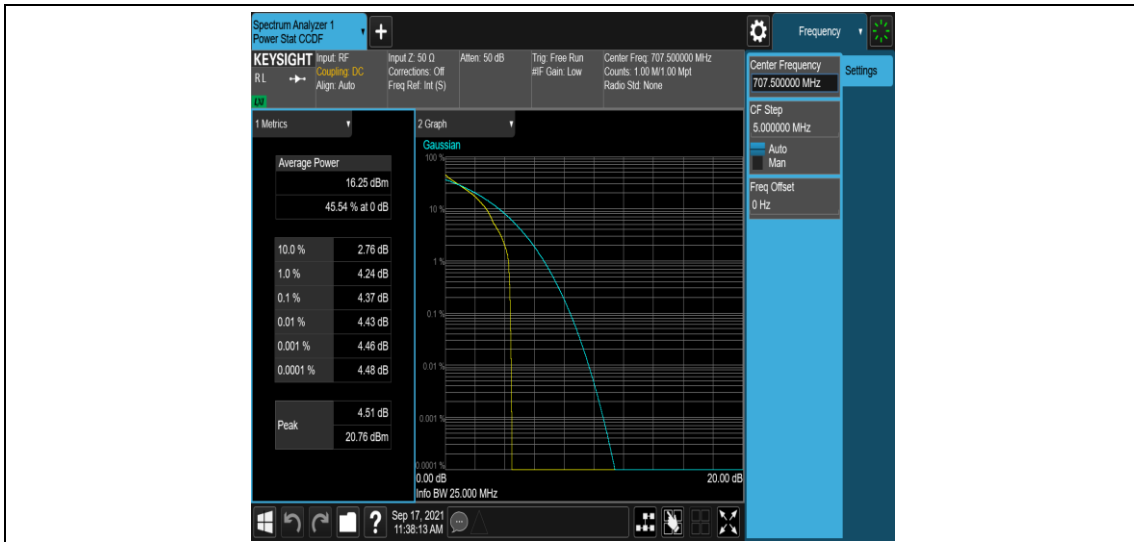 Spectrum Analyzer 1
Power Stat CCDF
+
Frequency
KEYSIGHT
RL
LXI
Input: RF
Coupling: DC
Align: Auto
Input Z: 50 Ω
Corrections: Off
Freq Ref: Int (S)
Atten: 50 dB
Trig: Free Run
#IF Gain: Low
Center Freq: 707.500000 MHz
Counts: 1.00 M/1.00 Mpt
Radio Std: None
Center Frequency
707.500000 MHz
Settings
CF Step
5.000000 MHz
Auto
Man
Freq Offset
0 Hz
1 Metrics
Average Power
16.25 dBm
45.54 % at 0 dB
10.0 % 2.76 dB
1.0 % 4.24 dB
0.1 % 4.37 dB
0.01 % 4.43 dB
0.001 % 4.46 dB
0.0001 % 4.48 dB
Peak
4.51 dB
20.76 dBm
2 Graph
Gaussian
100 %
10 %
1 %
0.1 %
0.01 %
0.001 %
0.0001 %
0.00 dB
20.00 dB
Info BW 25.000 MHz
?
Sep 17, 2021
11:38:13 AM